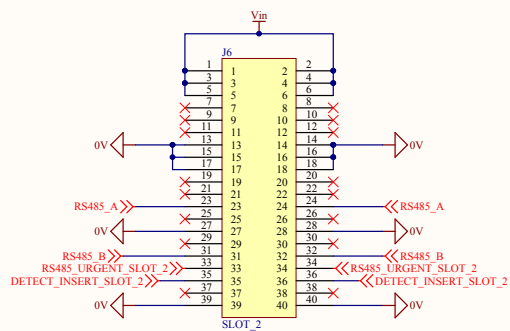 Vin
J6
1 1 2 2
3 3 4 4
5 5 6 6
7 7 8 8
9 9 10 10
11 11 12 12
0V 13 13 14 14 0V
15 15 16 16
17 17 18 18
19 19 20 20
21 21 22 22
RS485_A 23 23 24 24 RS485_A
25 25 26 26
0V 27 27 28 28 0V
29 29 30 30
RS485_B 31 31 32 32 RS485_B
RS485_URGENT_SLOT_2 33 33 34 34 RS485_URGENT_SLOT_2
DETECT_INSERT_SLOT_2 35 35 36 36 DETECT_INSERT_SLOT_2
37 37 38 38
0V 39 39 40 40 0V
SLOT_2